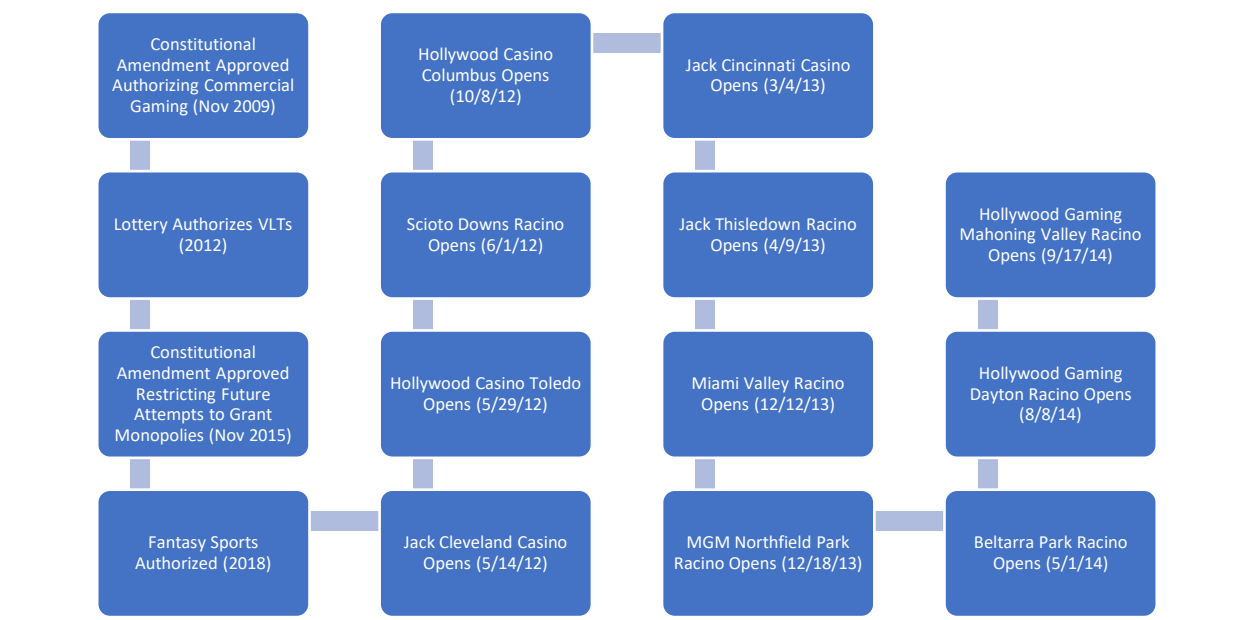 Constitutional
Amendment Approved
Authorizing Commercial
Gaming (Nov 2009)
Lottery Authorizes VLTs
(2012)
Constitutional
Amendment Approved
Restricting Future
Attempts to Grant
Monopolies (Nov 2015)
Fantasy Sports
Authorized (2018)
Jack Cleveland Casino
Opens (5/14/12)
Hollywood Casino Toledo
Opens (5/29/12)
Scioto Downs Racino
Opens (6/1/12)
Hollywood Casino
Columbus Opens
(10/8/12)
Jack Cincinnati Casino
Opens (3/4/13)
Jack Thisledown Racino
Opens (4/9/13)
Miami Valley Racino
Opens (12/12/13)
MGM Northfield Park
Racino Opens (12/18/13)
Beltarra Park Racino
Opens (5/1/14)
Hollywood Gaming
Dayton Racino Opens
(8/8/14)
Hollywood Gaming
Mahoning Valley Racino
Opens (9/17/14)